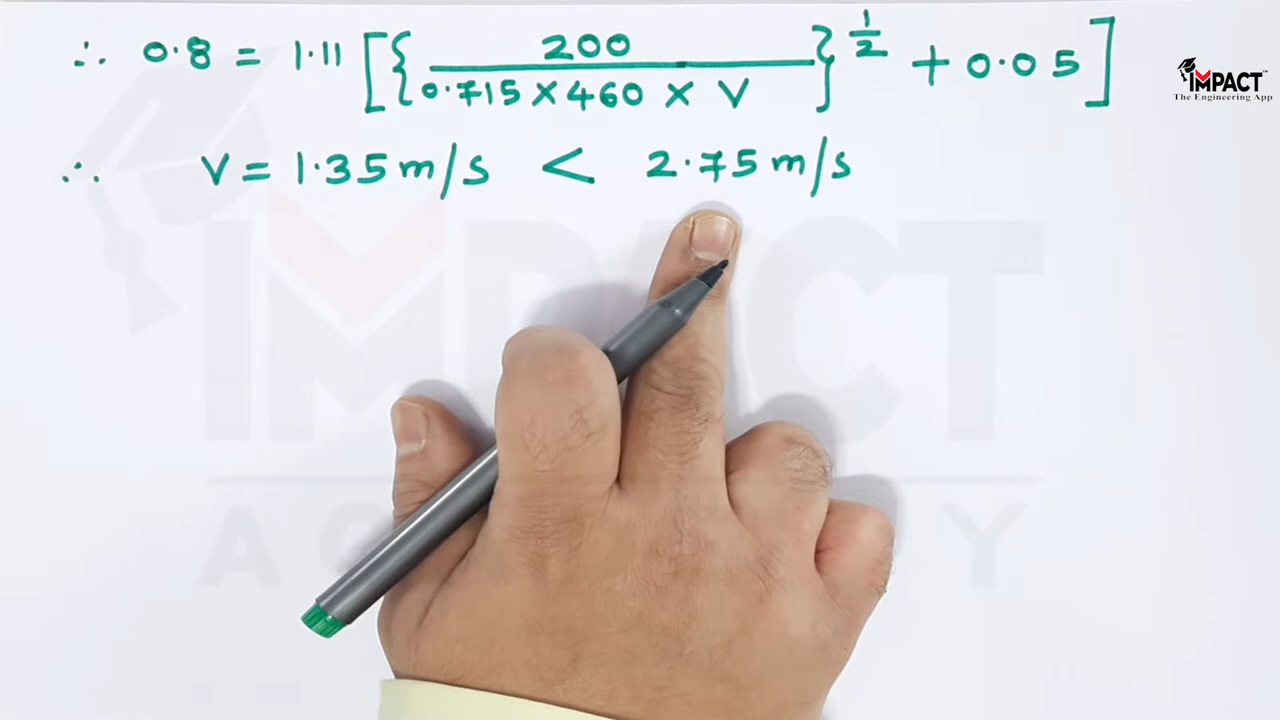 ∴ 0.8 = 1.11 [{200 / 0.715 × 460 × V}^1/2 + 0.05]
∴ V = 1.35 m/s < 2.75 m/s
IMPACT™
The Engineering App
IMPACT